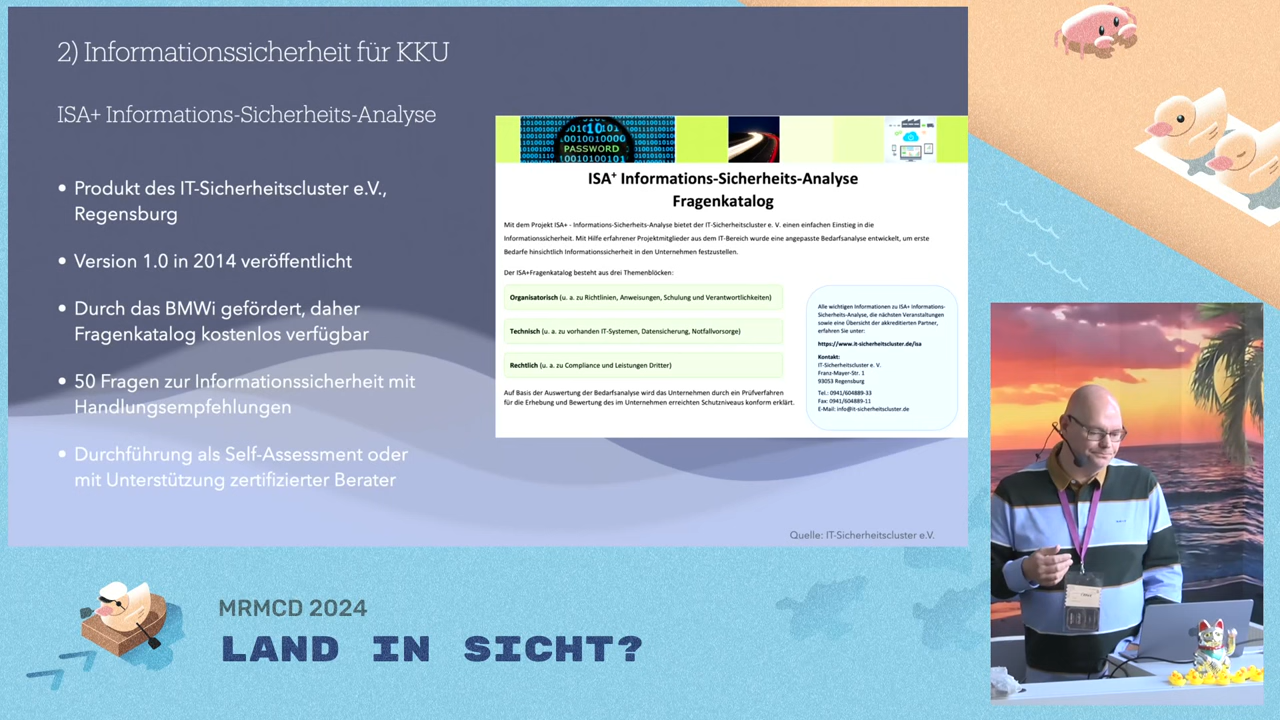 2) Informationssicherheit für KKU
ISA+ Informations-Sicherheits-Analyse
• Produkt des IT-Sicherheitscluster e.V.,
Regensburg
• Version 1.0 in 2014 veröffentlicht
• Durch das BMWi gefördert, daher
Fragenkatalog kostenlos verfügbar
• 50 Fragen zur Informationssicherheit mit
Handlungsempfehlungen
• Durchführung als Self-Assessment oder
mit Unterstützung zertifizierter Berater
PASSWORD
ISA+ Informations-Sicherheits-Analyse
Fragenkatalog
Mit dem Projekt ISA+ - Informations-Sicherheits-Analyse bietet der IT-Sicherheitscluster e. V. einen einfachen Einstieg in die
Informationssicherheit. Mit Hilfe erfahrener Projektmitglieder aus dem IT-Bereich wurde eine angepasste Bedarfsanalyse entwickelt, um erste
Bedarfe hinsichtlich Informationssicherheit in den Unternehmen festzustellen.
Der ISA+Fragenkatalog besteht aus drei Themenblöcken:
Organisatorisch (u. a. zu Richtlinien, Anweisungen, Schulung und Verantwortlichkeiten)
Technisch (u. a. zu vorhanden IT-Systemen, Datensicherung, Notfallvorsorge)
Rechtlich (u. a. zu Compliance und Leistungen Dritter)
Auf Basis der Auswertung der Bedarfsanalyse wird das Unternehmen durch ein Prüfverfahren
für die Erhebung und Bewertung des im Unternehmen erreichten Schutzniveaus konform erklärt.
Alle wichtigen Informationen zu ISA+ Informations-
Sicherheits-Analyse, die nächsten Veranstaltungen
sowie eine Übersicht der akkreditierten Partner,
erfahren Sie unter:
https://www.it-sicherheitscluster.de/isa
Kontakt:
IT-Sicherheitscluster e. V.
Franz-Mayer-Str. 1
93053 Regensburg
Tel.: 0941/604889-33
Fax: 0941/604889-11
E-Mail: info@it-sicherheitscluster.de
Quelle: IT-Sicherheitscluster e.V.
MRMCD 2024
LAND IN SICHT?